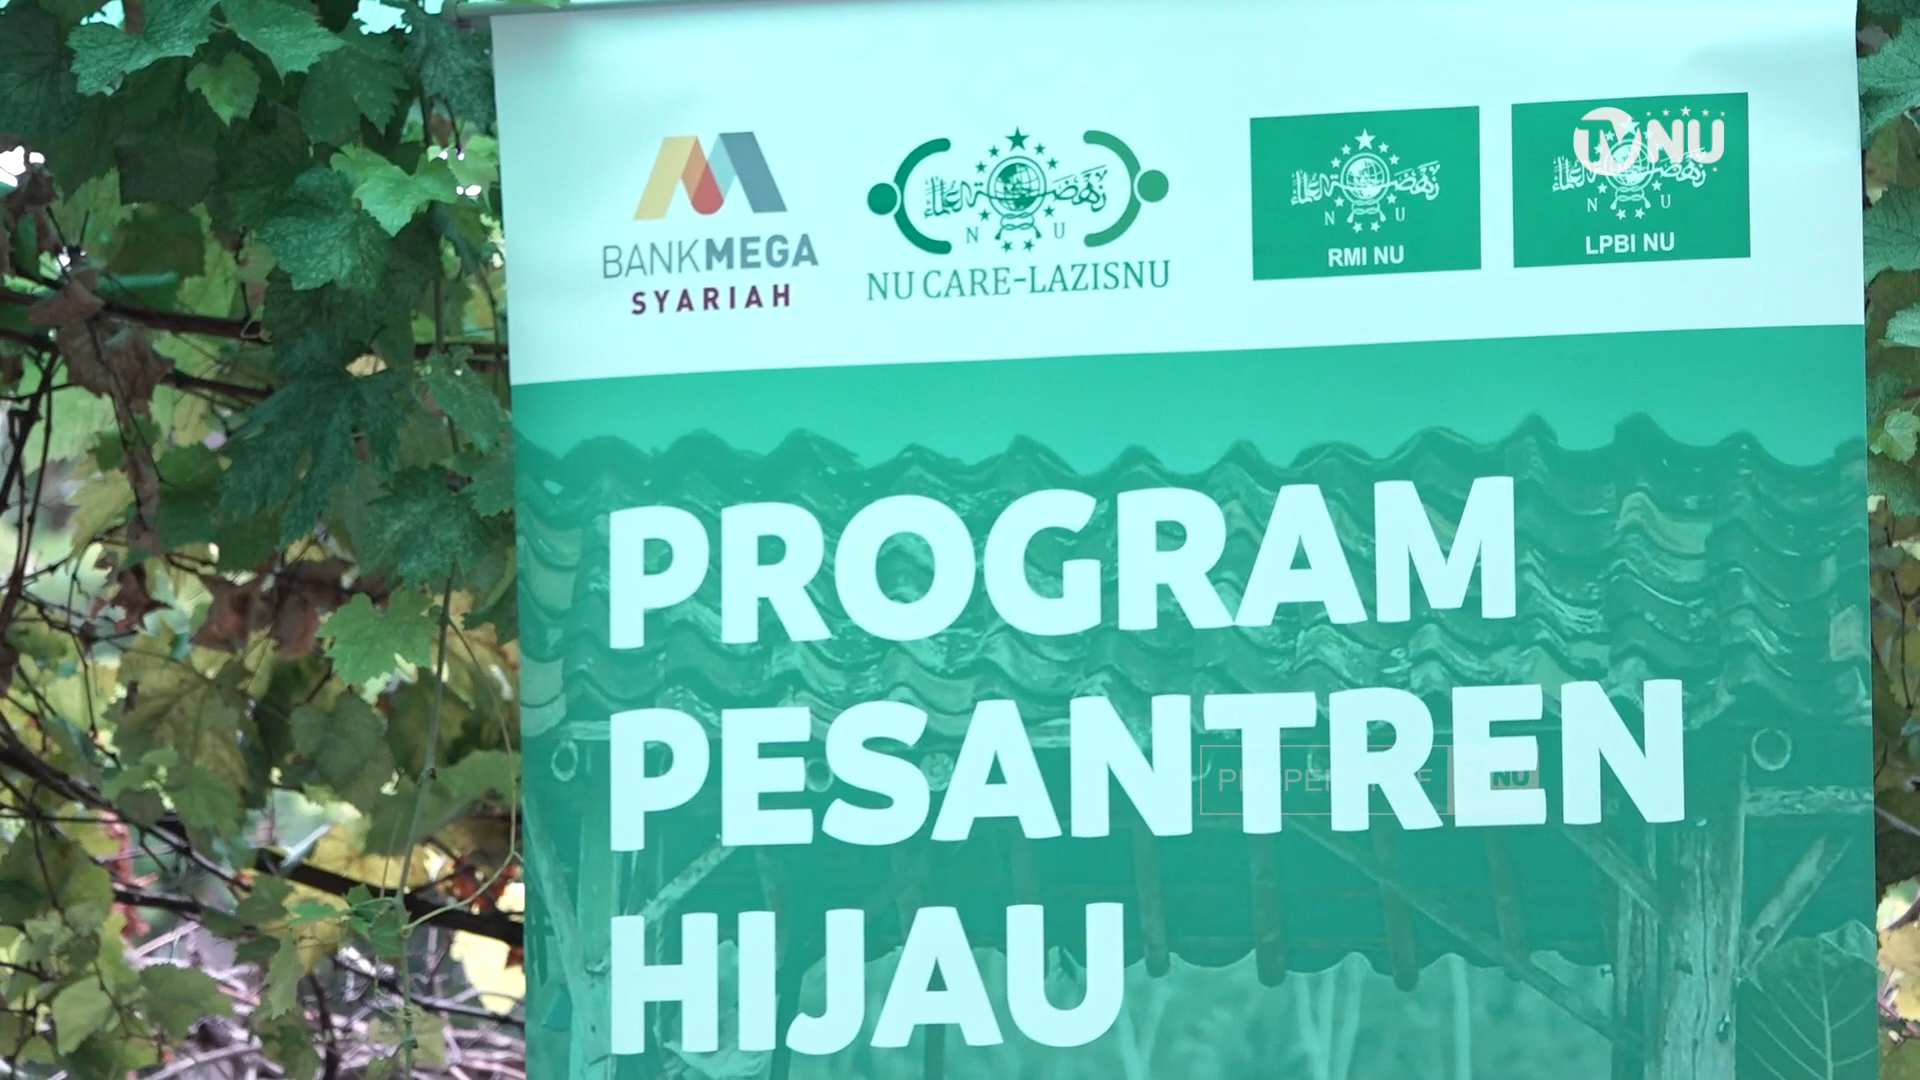 BANKMEGA
SYARIAH
N U
NU CARE-LAZISNU
N U
RMI NU
N U
LPBI NU
TVNU
PROGRAM
PESANTREN
HIJAU